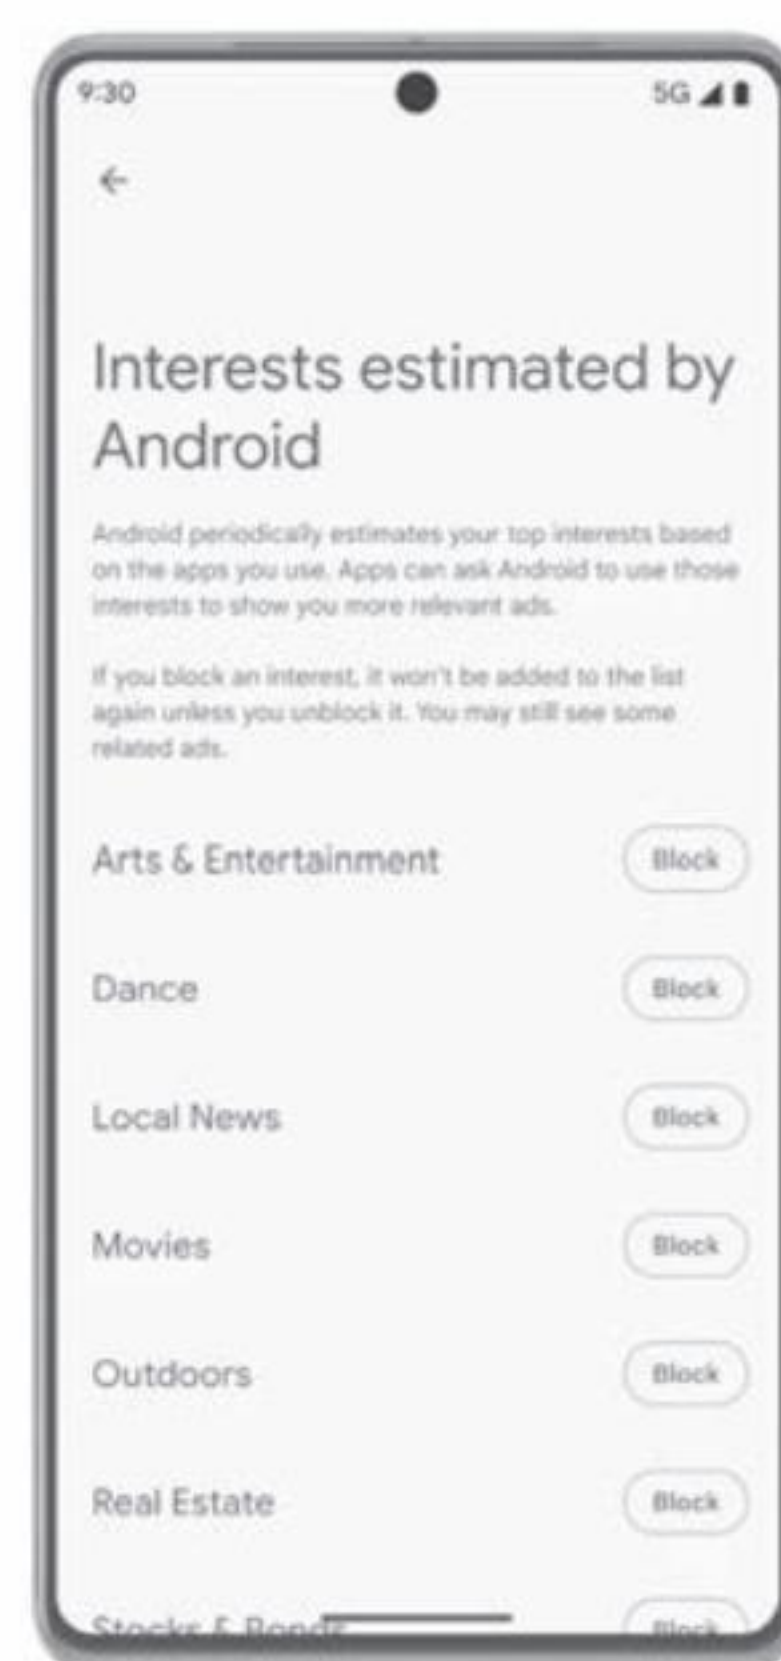 9:30
5G
Interests estimated by
Android
Android periodically estimates your top interests based
on the apps you use. Apps can ask Android to use those
interests to show you more relevant ads.
If you block an interest, it won't be added to the list
again unless you unblock it. You may still see some
related ads.
Arts & Entertainment Block
Dance Block
Local News Block
Movies Block
Outdoors Block
Real Estate Block
Stocks & Bonds Block